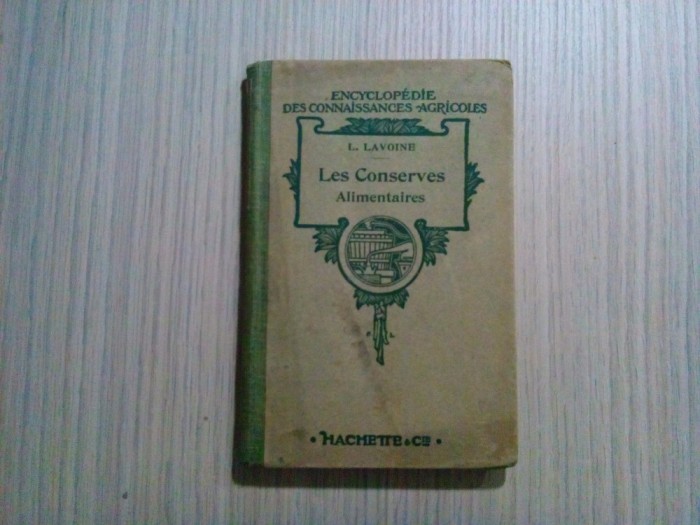 ENCYCLOPÉDIE
DES CONNAISSANCES AGRICOLES
L. LAVOINE
Les Conserves
Alimentaires
• HACHETTE & Cie •